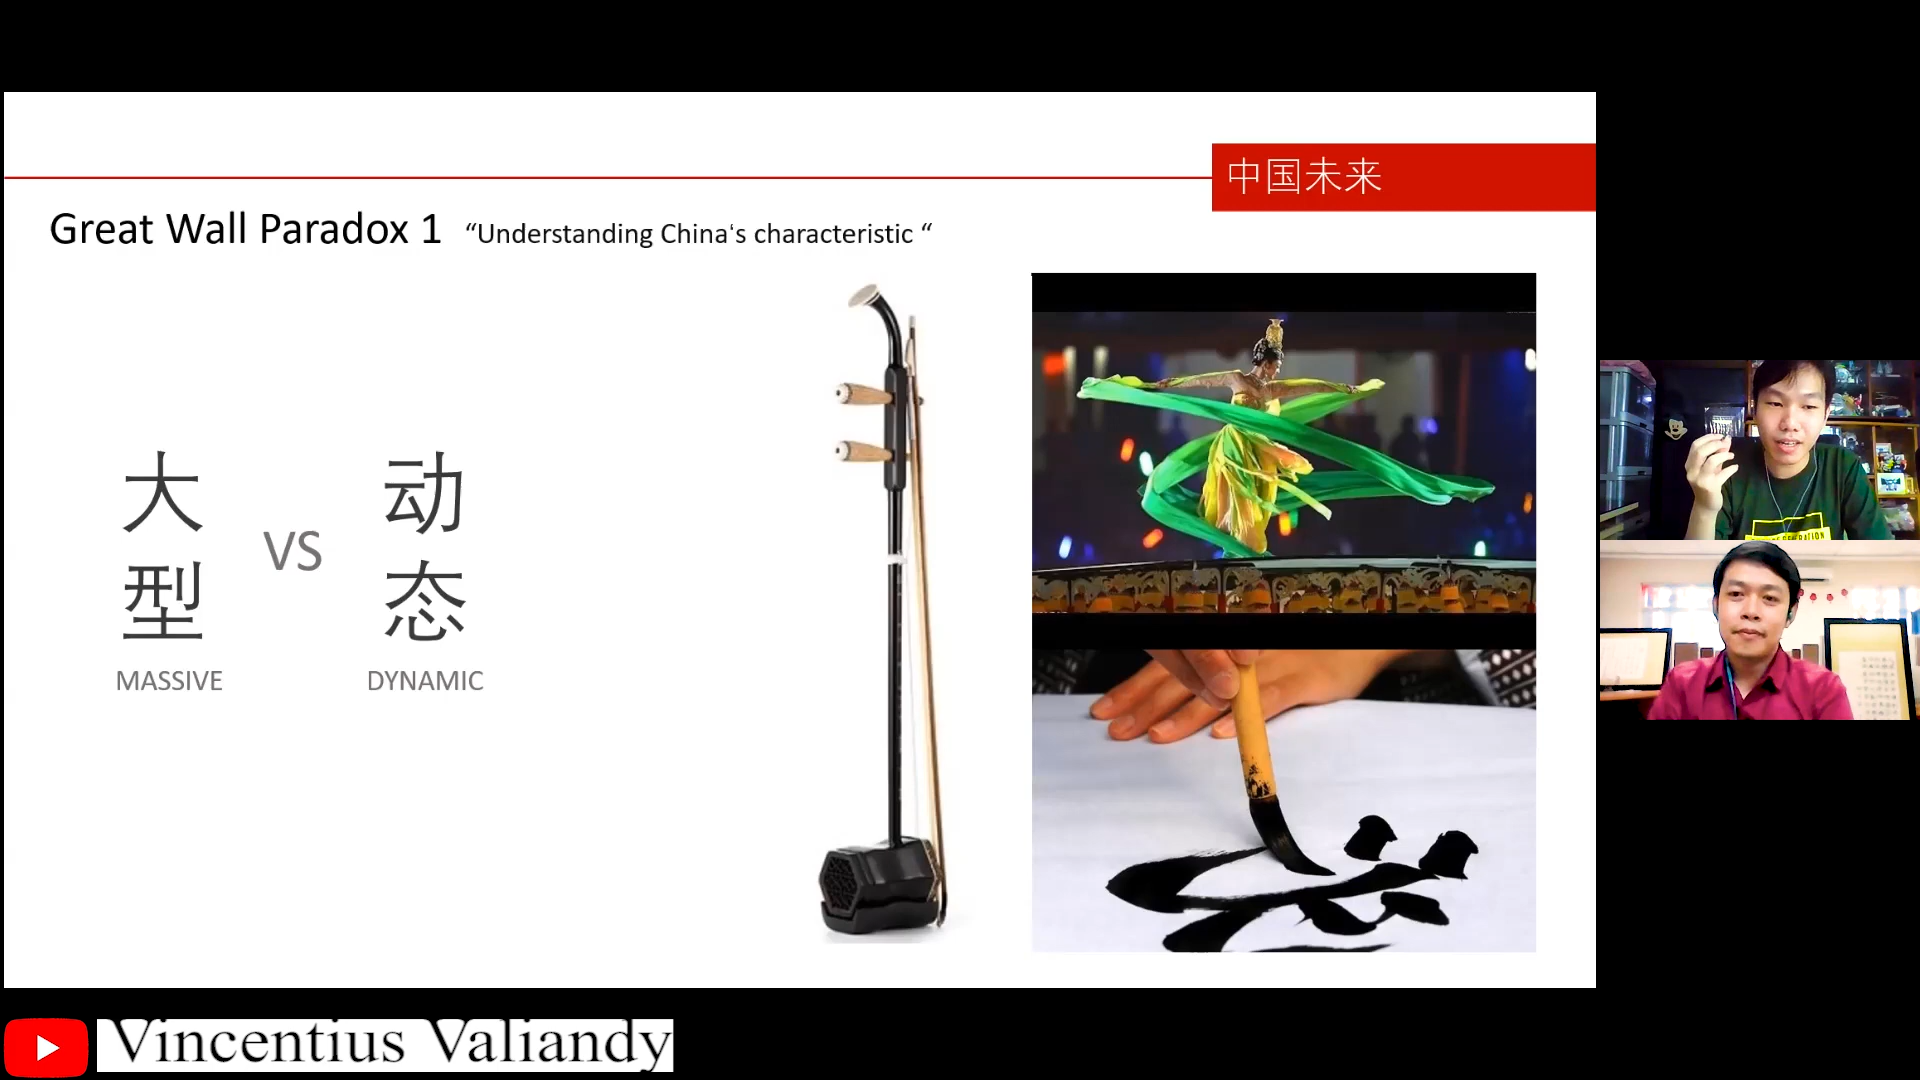 中国未来
Great Wall Paradox 1 “Understanding China‘s characteristic “
大型 VS 动态
MASSIVE DYNAMIC
Vincentius Valiandy